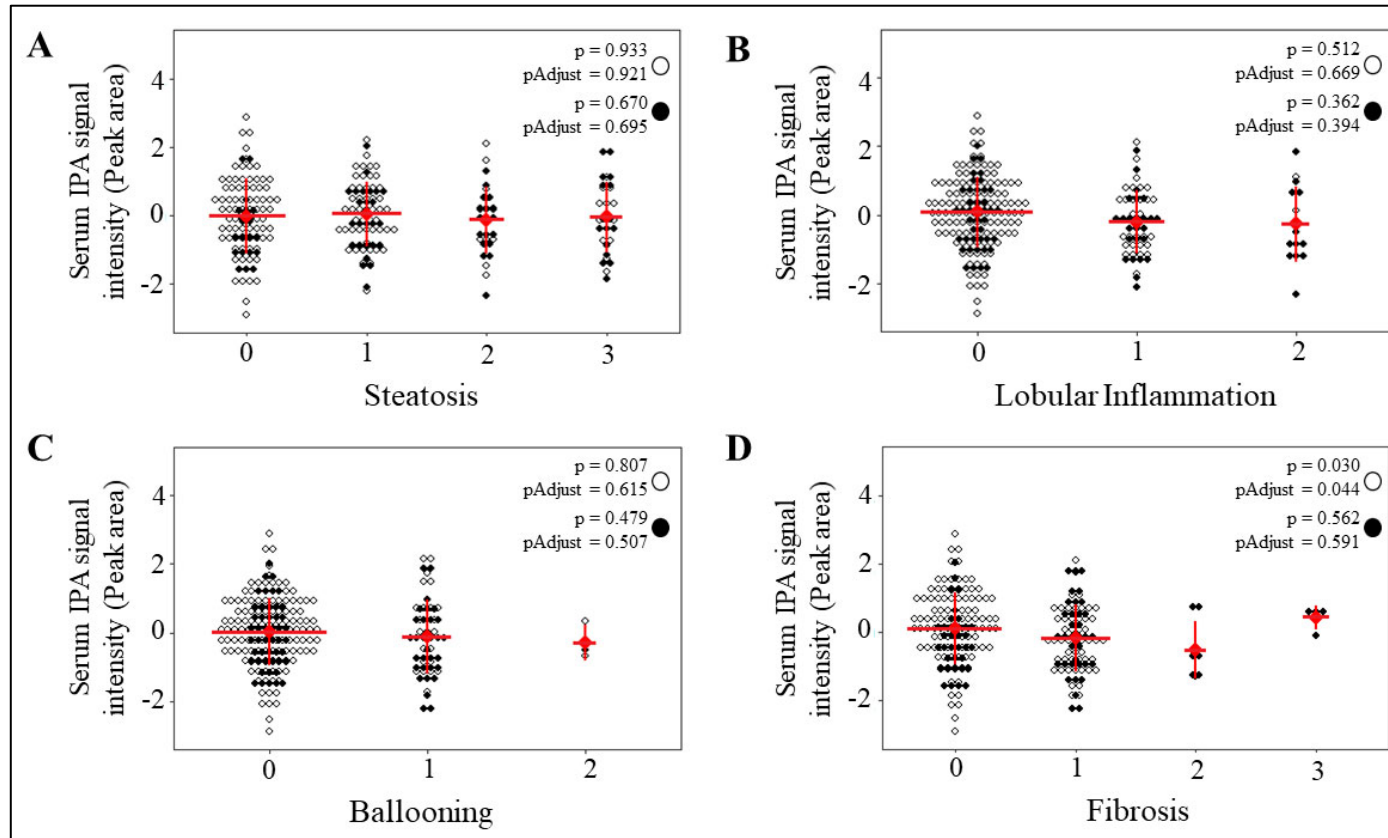 A
Serum IPA signal
intensity (Peak area)
4
2
0
-2
p = 0.933
pAdjust = 0.921
p = 0.670
pAdjust = 0.695
0 1 2 3
Steatosis
B
Serum IPA signal
intensity (Peak area)
4
2
0
-2
p = 0.512
pAdjust = 0.669
p = 0.362
pAdjust = 0.394
0 1 2
Lobular Inflammation
C
Serum IPA signal
intensity (Peak area)
4
2
0
-2
p = 0.807
pAdjust = 0.615
p = 0.479
pAdjust = 0.507
0 1 2
Ballooning
D
Serum IPA signal
intensity (Peak area)
4
2
0
-2
p = 0.030
pAdjust = 0.044
p = 0.562
pAdjust = 0.591
0 1 2 3
Fibrosis